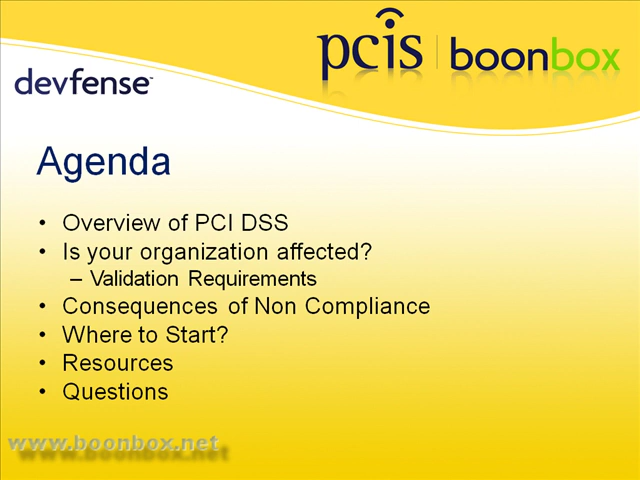 pcis | boonbox
devfense™
Agenda
• Overview of PCI DSS
• Is your organization affected?
– Validation Requirements
• Consequences of Non Compliance
• Where to Start?
• Resources
• Questions
www.boonbox.net